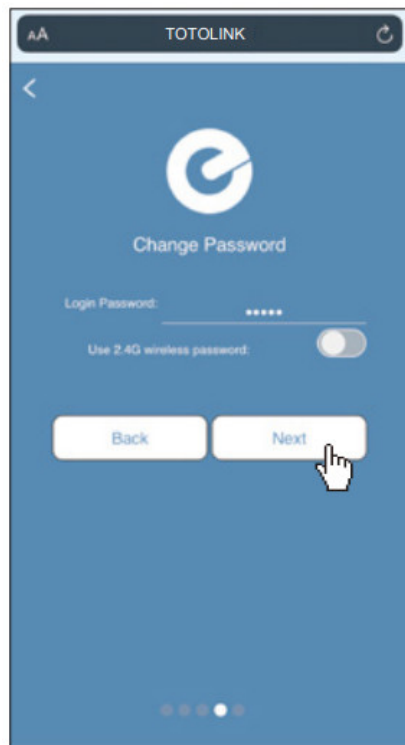 AA TOTOLINK
Change Password
Login Password: •••••
Use 2.4G wireless password:
Back Next